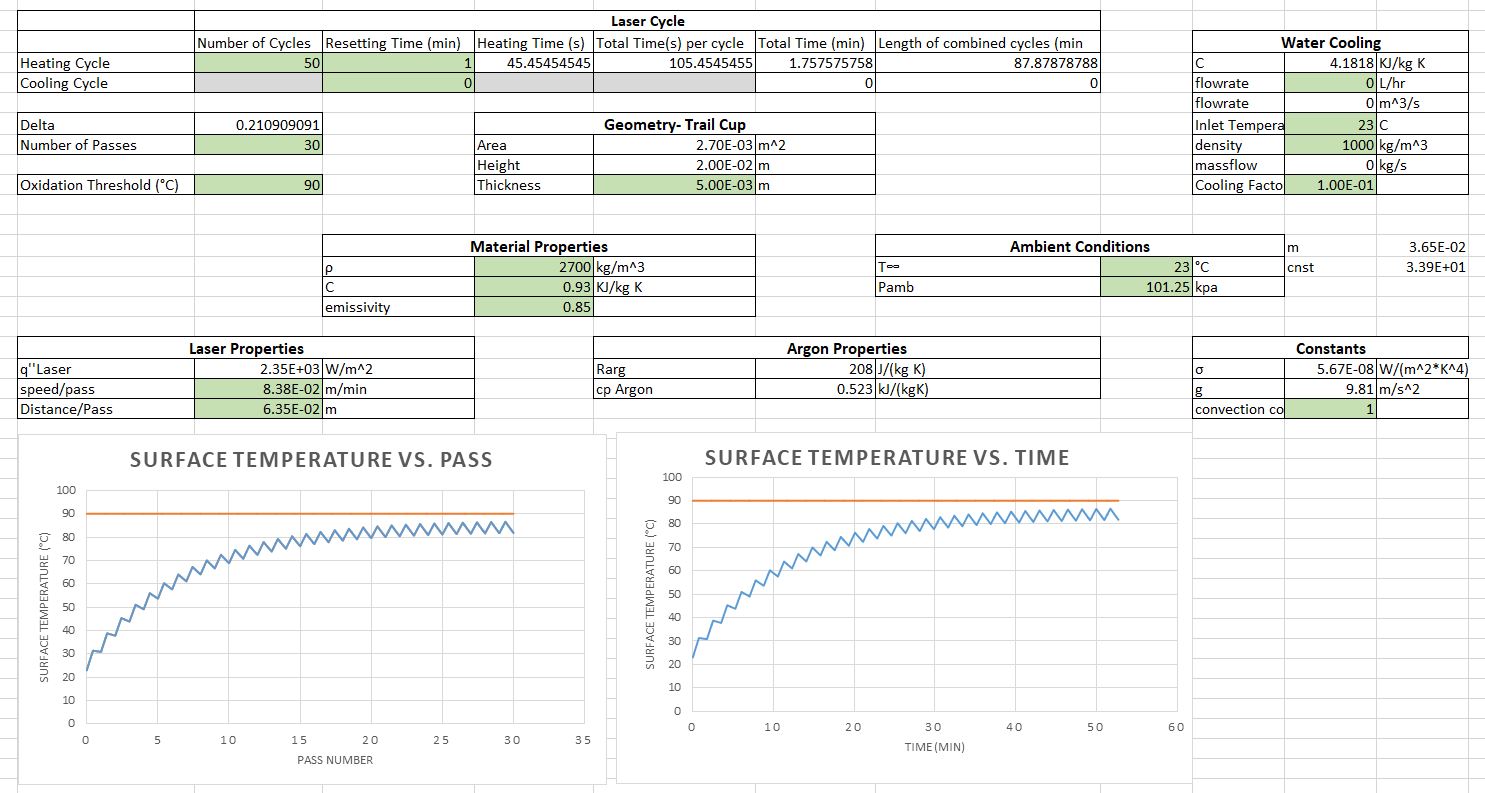 Laser Cycle
Number of Cycles Resetting Time (min) Heating Time (s) Total Time(s) per cycle Total Time (min) Length of combined cycles (min
Water Cooling
Heating Cycle 50 1 45.45454545 105.4545455 1.757575758 87.87878788
C 4.1818 KJ/kg K
Cooling Cycle 0 0 0
flowrate 0 L/hr
flowrate 0 m^3/s
Delta 0.210909091
Geometry- Trail Cup
Inlet Tempera 23 C
Number of Passes 30
Area 2.70E-03 m^2
density 1000 kg/m^3
Height 2.00E-02 m
massflow 0 kg/s
Oxidation Threshold (°C) 90
Thickness 5.00E-03 m
Cooling Facto 1.00E-01
Material Properties
Ambient Conditions
m 3.65E-02
ρ 2700 kg/m^3
T∞ 23 °C
cnst 3.39E+01
C 0.93 KJ/kg K
Pamb 101.25 kpa
emissivity 0.85
Laser Properties
Argon Properties
Constants
q"Laser 2.35E+03 W/m^2
Rarg 208 J/(kg K)
σ 5.67E-08 W/(m^2*K^4)
speed/pass 8.38E-02 m/min
cp Argon 0.523 kJ/(kgK)
g 9.81 m/s^2
Distance/Pass 6.35E-02 m
convection co 1
SURFACE TEMPERATURE VS. PASS
SURFACE TEMPERATURE (°C)
100
90
80
70
60
50
40
30
20
10
0
0 5 10 15 20 25 30 35
PASS NUMBER
SURFACE TEMPERATURE VS. TIME
SURFACE TEMPERATURE (°C)
100
90
80
70
60
50
40
30
20
10
0
0 10 20 30 40 50 60
TIME (MIN)